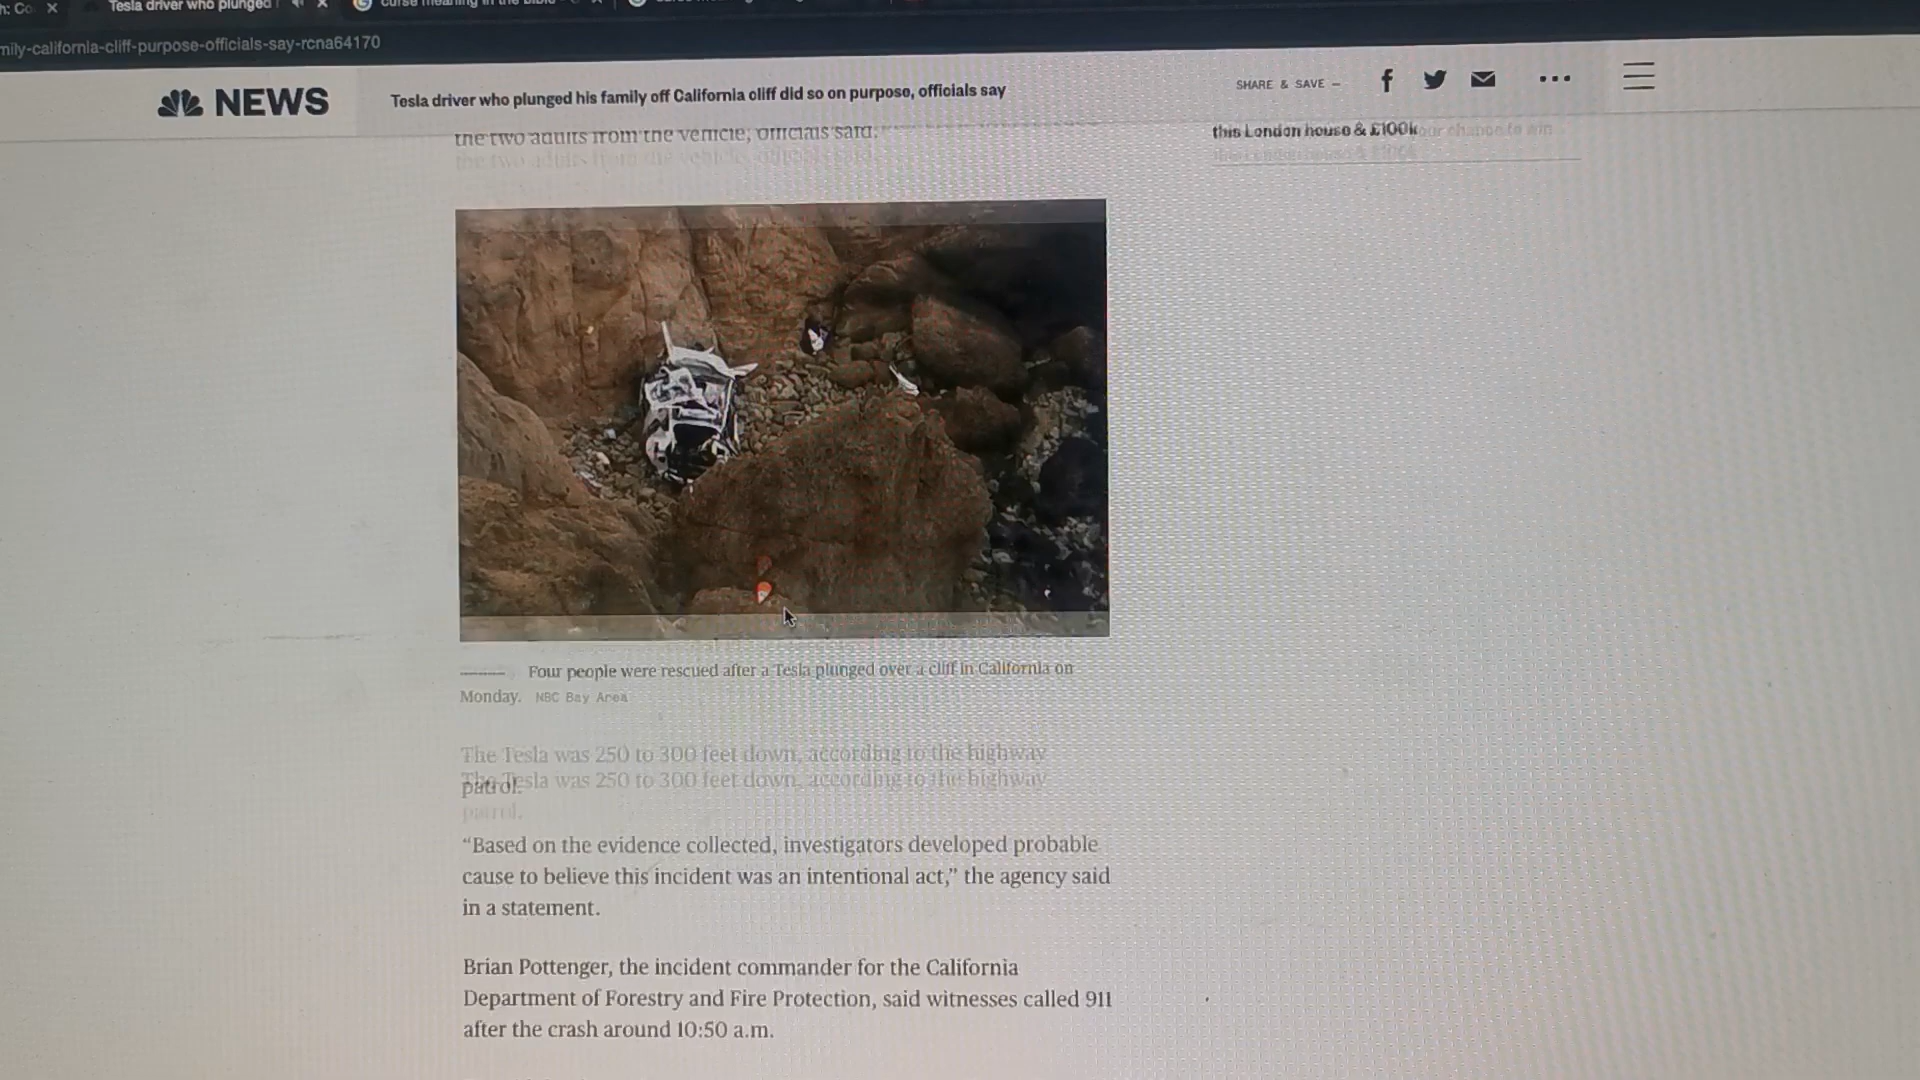 h: Co
Tesla driver who plunged
curse meaning in the bible
mily-california-cliff-purpose-officials-say-rcna64170
NEWS
Tesla driver who plunged his family off California cliff did so on purpose, officials say
SHARE & SAVE —
the two adults from the vehicle, officials said.
this London house & £100k
Four people were rescued after a Tesla plunged over a cliff in California on
Monday. NBC Bay Area
The Tesla was 250 to 300 feet down, according to the highway
patrol.
“Based on the evidence collected, investigators developed probable
cause to believe this incident was an intentional act,” the agency said
in a statement.
Brian Pottenger, the incident commander for the California
Department of Forestry and Fire Protection, said witnesses called 911
after the crash around 10:50 a.m.